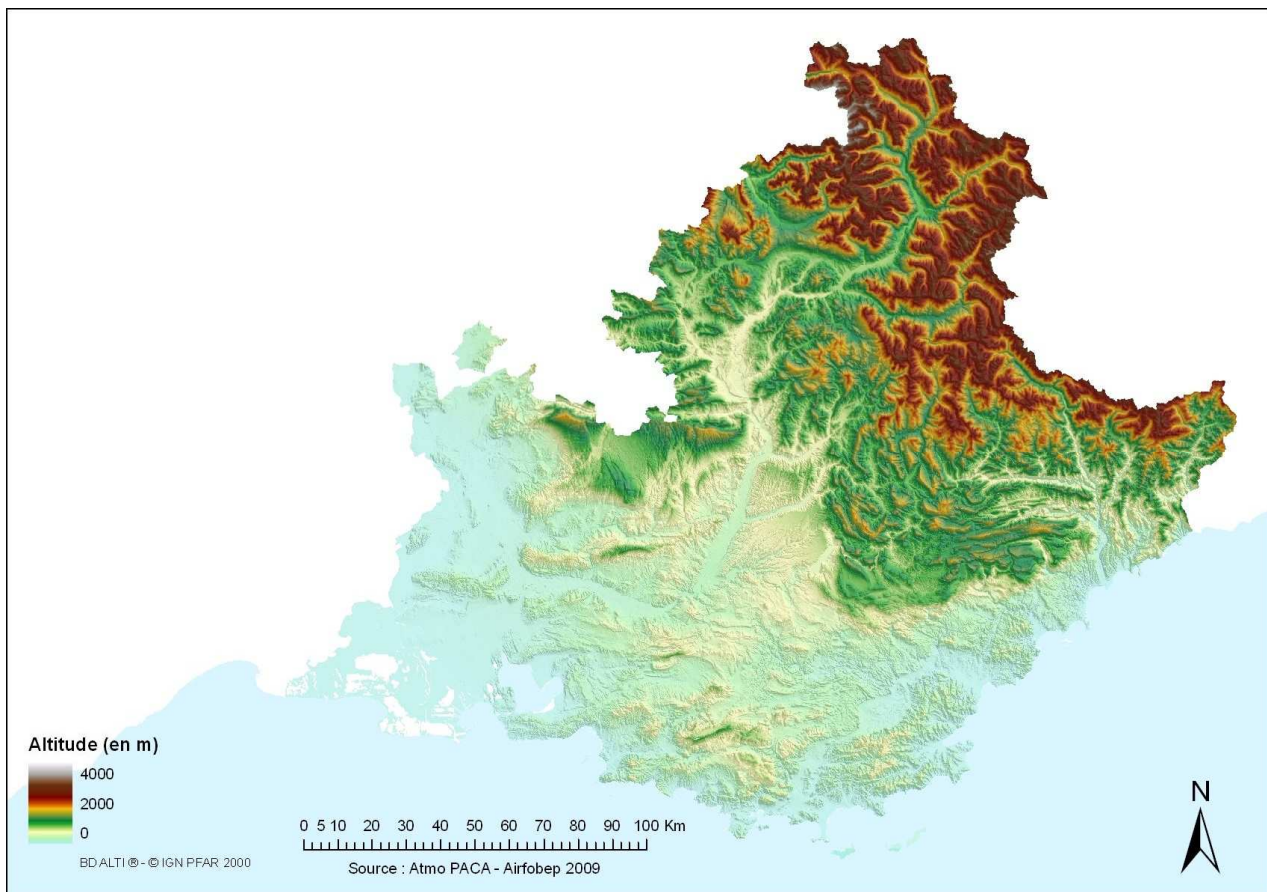 Altitude (en m)
4000
2000
0
BD ALTI ® - © IGN PFAR 2000
0 5 10 20 30 40 50 60 70 80 90 100 Km
Source : Atmo PACA - Airfobep 2009
N